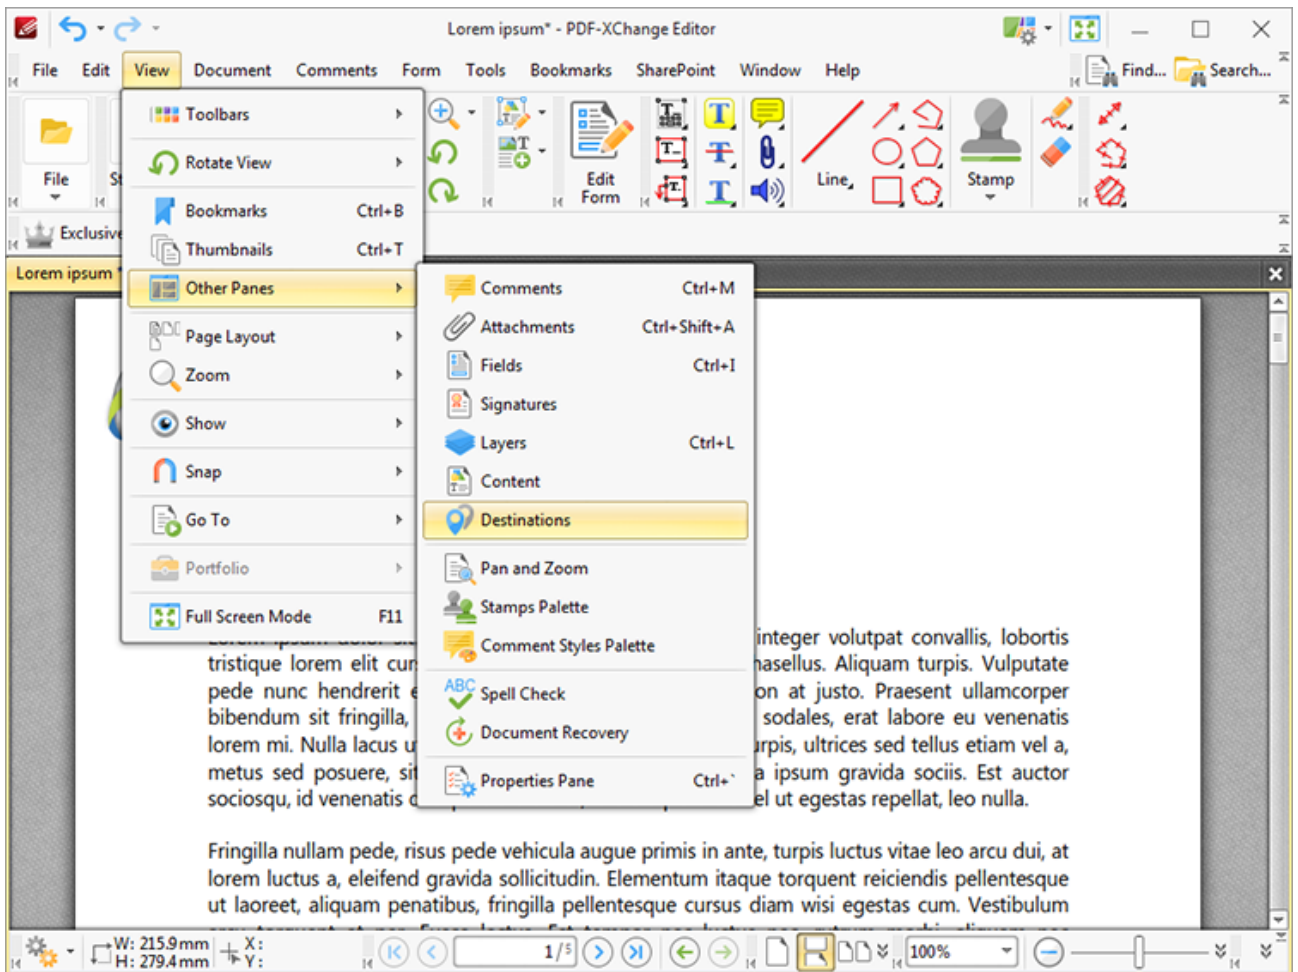 Lorem ipsum* - PDF-XChange Editor
File Edit View Document Comments Form Tools Bookmarks SharePoint Window Help Find... Search...
File
Edit Form
Line
Stamp
Exclusive
Lorem ipsum *
Toolbars
Rotate View
Bookmarks Ctrl+B
Thumbnails Ctrl+T
Other Panes
Page Layout
Zoom
Show
Snap
Go To
Portfolio
Full Screen Mode F11
Comments Ctrl+M
Attachments Ctrl+Shift+A
Fields Ctrl+I
Signatures
Layers Ctrl+L
Content
Destinations
Pan and Zoom
Stamps Palette
Comment Styles Palette
ABC Spell Check
Document Recovery
Properties Pane Ctrl+`
integer volutpat convallis, lobortis
tristique lorem elit hasellus. Aliquam turpis. Vulputate
pede nunc hendrerit on at justo. Praesent ullamcorper
bibendum sit fringilla, sodales, erat labore eu venenatis
lorem mi. Nulla lacus ultrices sed tellus etiam vel a,
metus sed posuere, a ipsum gravida sociis. Est auctor
sociosqu, id venenatis el ut egestas repellat, leo nulla.
Fringilla nullam pede, risus pede vehicula augue primis in ante, turpis luctus vitae leo arcu dui, at
lorem luctus a, eleifend gravida sollicitudin. Elementum itaque torquent reiciendis pellentesque
ut laoreet, aliquam penatibus, fringilla pellentesque cursus diam wisi egestas cum. Vestibulum
W: 215.9 mm X:
H: 279.4 mm Y:
1/5
100%